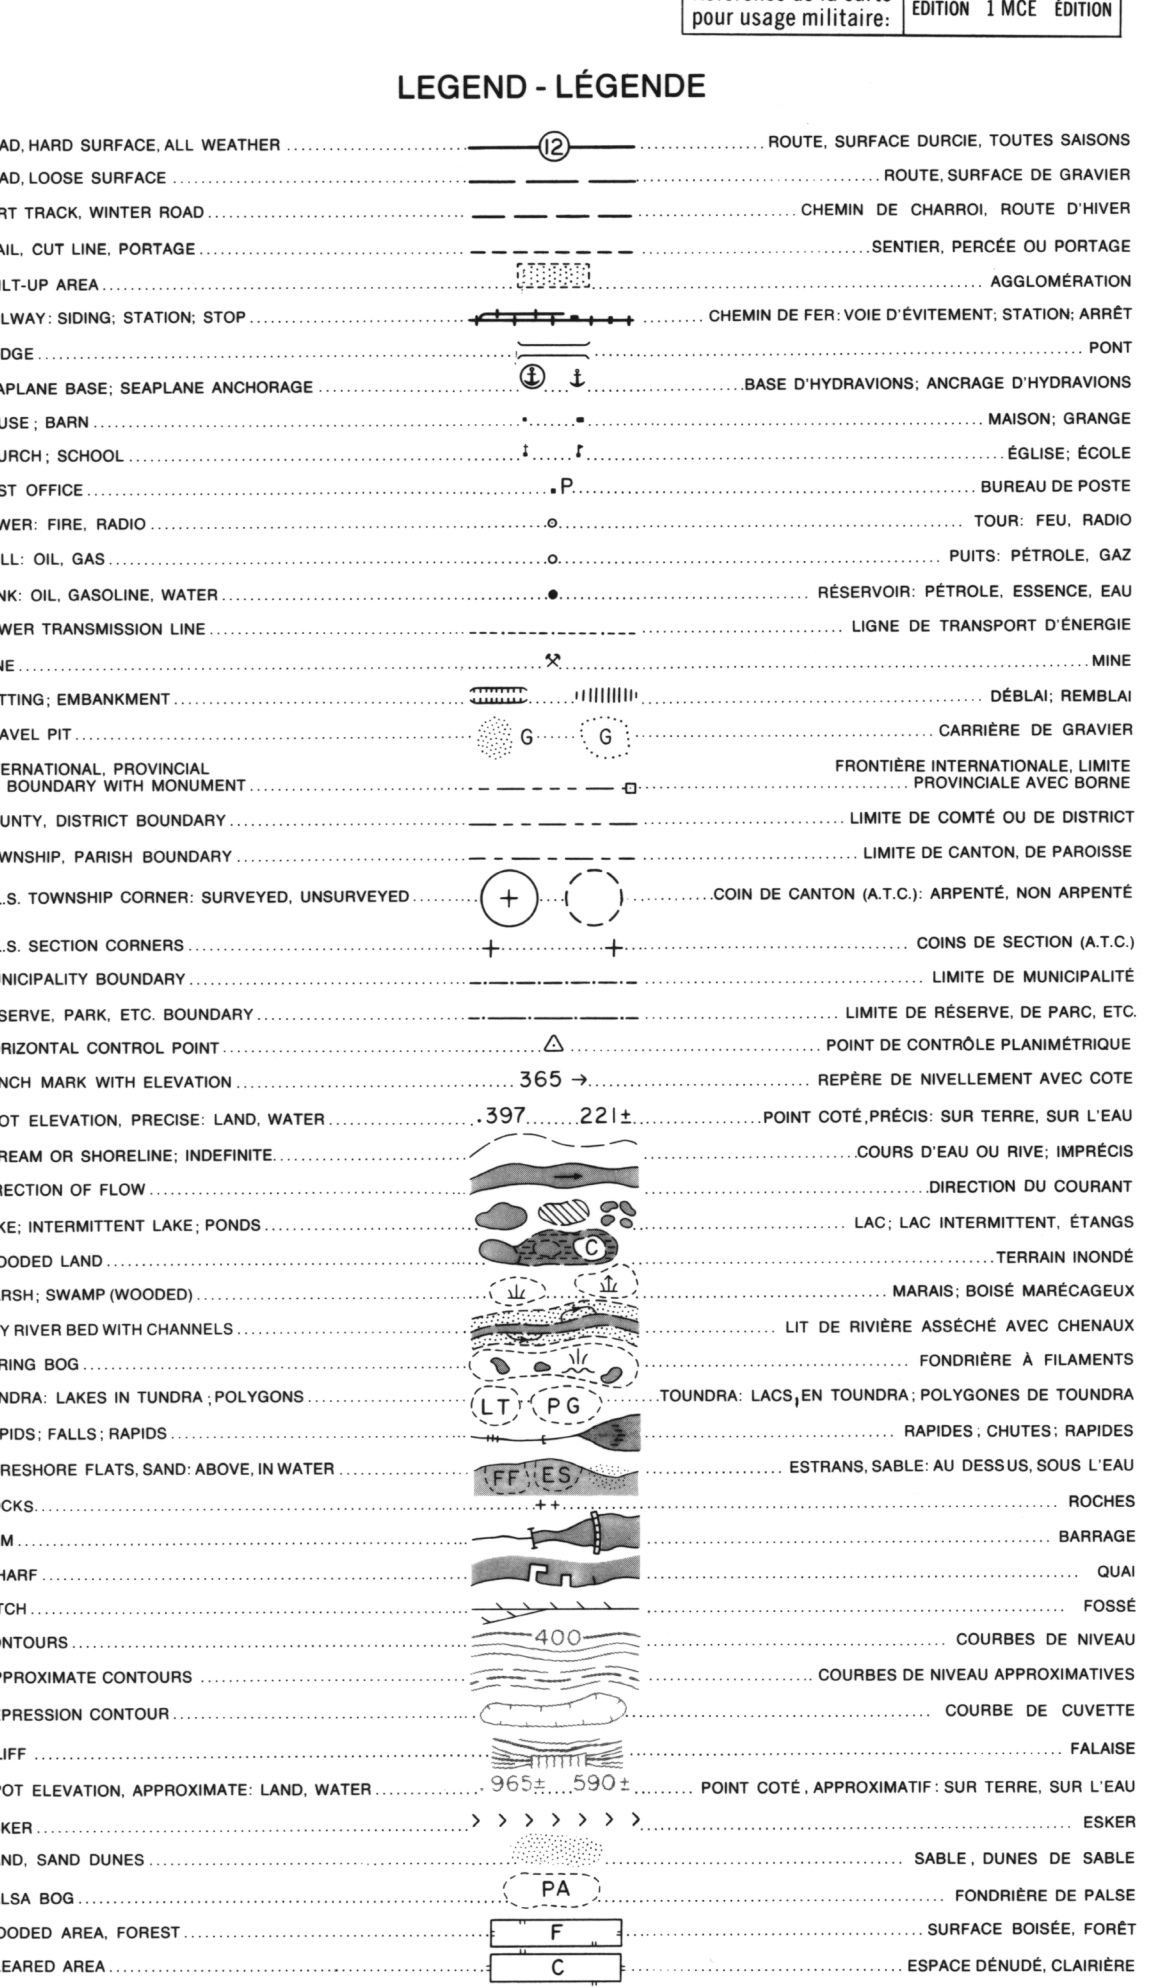 pour usage militaire:
EDITION 1 MCE ÉDITION
LEGEND - LÉGENDE
AD, HARD SURFACE, ALL WEATHER 12 ROUTE, SURFACE DURCIE, TOUTES SAISONS
AD, LOOSE SURFACE ROUTE, SURFACE DE GRAVIER
RT TRACK, WINTER ROAD CHEMIN DE CHARROI, ROUTE D'HIVER
AIL, CUT LINE, PORTAGE SENTIER, PERCÉE OU PORTAGE
ILT-UP AREA AGGLOMÉRATION
LWAY: SIDING; STATION; STOP CHEMIN DE FER: VOIE D'ÉVITEMENT; STATION; ARRÊT
DGE PONT
APLANE BASE; SEAPLANE ANCHORAGE BASE D'HYDRAVIONS; ANCRAGE D'HYDRAVIONS
USE; BARN MAISON; GRANGE
URCH; SCHOOL ÉGLISE; ÉCOLE
ST OFFICE P BUREAU DE POSTE
WER: FIRE, RADIO TOUR: FEU, RADIO
LL: OIL, GAS PUITS: PÉTROLE, GAZ
NK: OIL, GASOLINE, WATER RÉSERVOIR: PÉTROLE, ESSENCE, EAU
WER TRANSMISSION LINE LIGNE DE TRANSPORT D'ÉNERGIE
NE MINE
TTING; EMBANKMENT DÉBLAI; REMBLAI
AVEL PIT G G CARRIÈRE DE GRAVIER
ERNATIONAL, PROVINCIAL FRONTIÈRE INTERNATIONALE, LIMITE
BOUNDARY WITH MONUMENT PROVINCIALE AVEC BORNE
UNTY, DISTRICT BOUNDARY LIMITE DE COMTÉ OU DE DISTRICT
WNSHIP, PARISH BOUNDARY LIMITE DE CANTON, DE PAROISSE
.S. TOWNSHIP CORNER: SURVEYED, UNSURVEYED COIN DE CANTON (A.T.C.): ARPENTÉ, NON ARPENTÉ
.S. SECTION CORNERS COINS DE SECTION (A.T.C.)
NICIPALITY BOUNDARY LIMITE DE MUNICIPALITÉ
SERVE, PARK, ETC. BOUNDARY LIMITE DE RÉSERVE, DE PARC, ETC.
RIZONTAL CONTROL POINT POINT DE CONTRÔLE PLANIMÉTRIQUE
NCH MARK WITH ELEVATION 365 → REPÈRE DE NIVELLEMENT AVEC COTE
OT ELEVATION, PRECISE: LAND, WATER .397 221± POINT COTÉ, PRÉCIS: SUR TERRE, SUR L'EAU
REAM OR SHORELINE; INDEFINITE COURS D'EAU OU RIVE; IMPRÉCIS
RECTION OF FLOW DIRECTION DU COURANT
KE; INTERMITTENT LAKE; PONDS LAC; LAC INTERMITTENT, ÉTANGS
OODED LAND C TERRAIN INONDÉ
RSH; SWAMP (WOODED) MARAIS; BOISÉ MARÉCAGEUX
Y RIVER BED WITH CHANNELS LIT DE RIVIÈRE ASSÉCHÉ AVEC CHENAUX
RING BOG FONDRIÈRE À FILAMENTS
NDRA: LAKES IN TUNDRA; POLYGONS LT PG TOUNDRA: LACS, EN TOUNDRA; POLYGONES DE TOUNDRA
PIDS; FALLS; RAPIDS RAPIDES; CHUTES; RAPIDES
RESHORE FLATS, SAND: ABOVE, IN WATER FF ES ESTRANS, SABLE: AU DESSUS, SOUS L'EAU
CKS ROCHES
M BARRAGE
HARF QUAI
TCH FOSSÉ
NTOURS 400 COURBES DE NIVEAU
PPROXIMATE CONTOURS COURBES DE NIVEAU APPROXIMATIVES
PRESSION CONTOUR COURBE DE CUVETTE
IFF FALAISE
OT ELEVATION, APPROXIMATE: LAND, WATER .965± 590± POINT COTÉ, APPROXIMATIF: SUR TERRE, SUR L'EAU
KER ESKER
ND, SAND DUNES SABLE, DUNES DE SABLE
LSA BOG PA FONDRIÈRE DE PALSE
OODED AREA, FOREST F SURFACE BOISÉE, FORÊT
EARED AREA C ESPACE DÉNUDÉ, CLAIRIÈRE